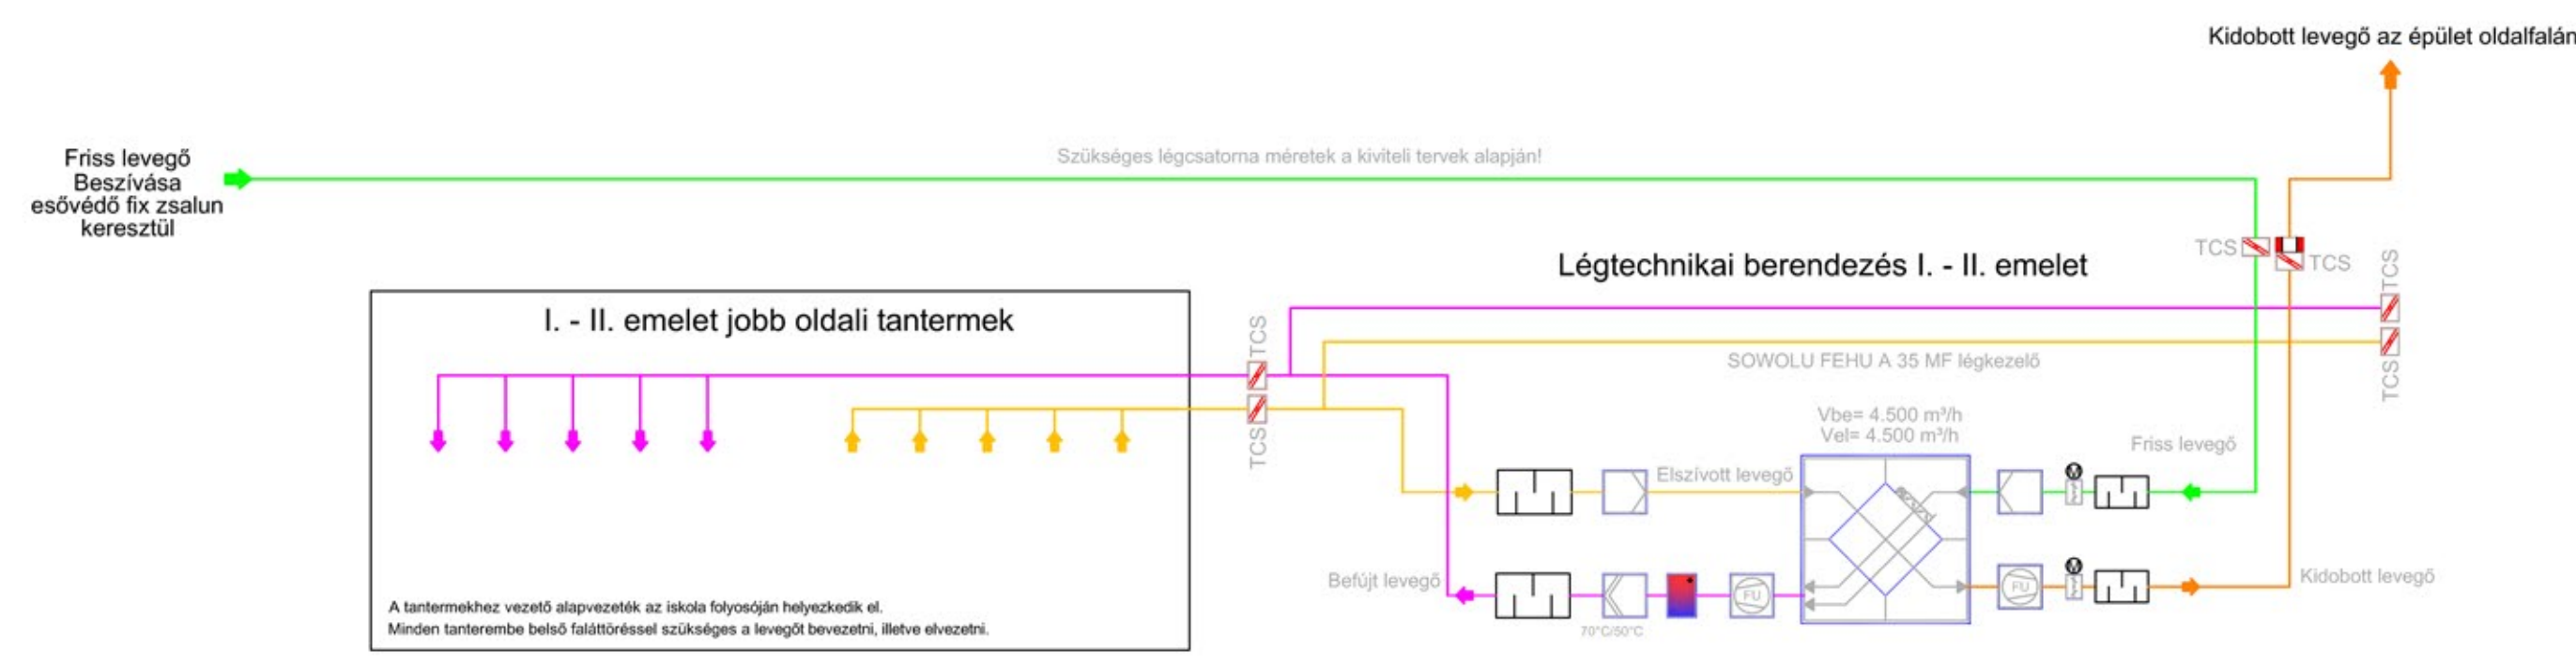 Kidobott levegő az épület oldalfalán
Friss levegő
Beszívása
esővédő fix zsalun
keresztül
Szükséges légcsatorna méretek a kiviteli tervek alapján!
TCS
TCS
TCS
Légtechnikai berendezés I. - II. emelet
I. - II. emelet jobb oldali tantermek
TCS
SOWOLU FEHU A 35 MF légkezelő
TCS
Vbe= 4.500 m³/h
Vel= 4.500 m³/h
TCS
Friss levegő
Elszívott levegő
M
Befújt levegő
FU
FU
M
Kidobott levegő
70°C/50°C
A tantermekhez vezető alapvezeték az iskola folyosóján helyezkedik el.
Minden tanterembe belső faláttöréssel szükséges a levegőt bevezetni, illetve elvezetni.